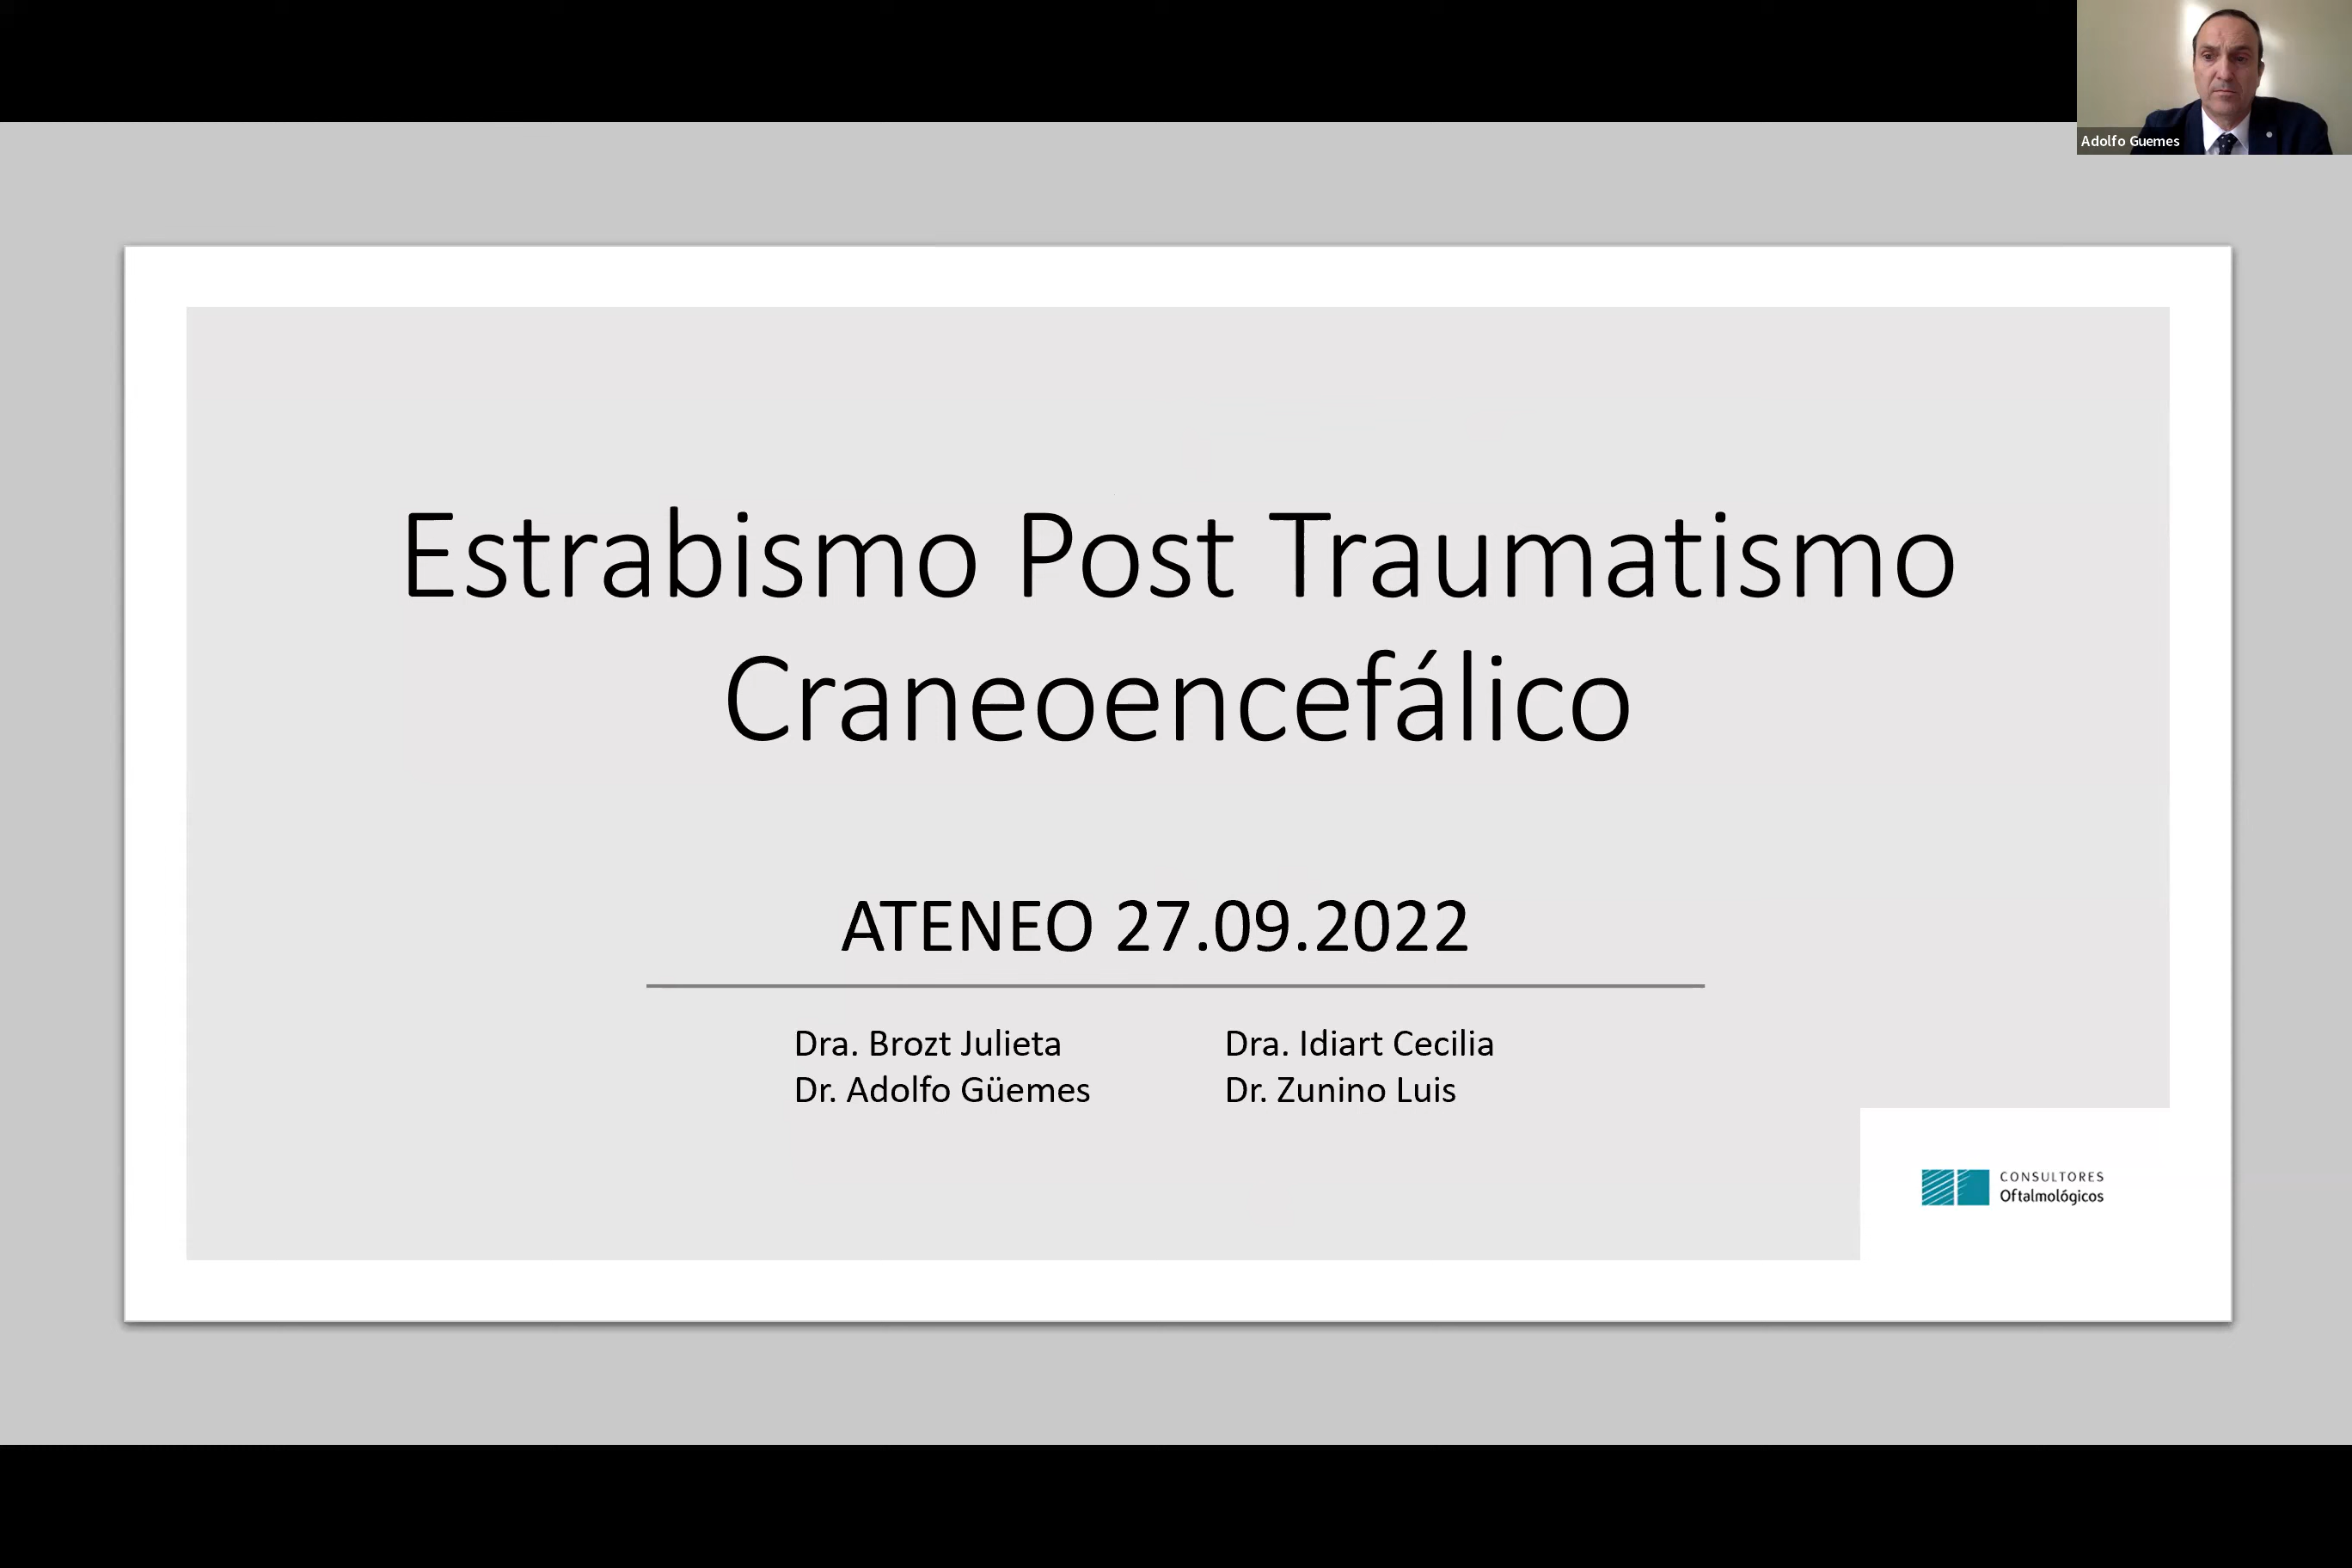 Adolfo Guemes
Estrabismo Post Traumatismo
Craneoencefálico
ATENEO 27.09.2022
Dra. Brozt Julieta
Dr. Adolfo Güemes
Dra. Idiart Cecilia
Dr. Zunino Luis
CONSULTORES
Oftalmológicos